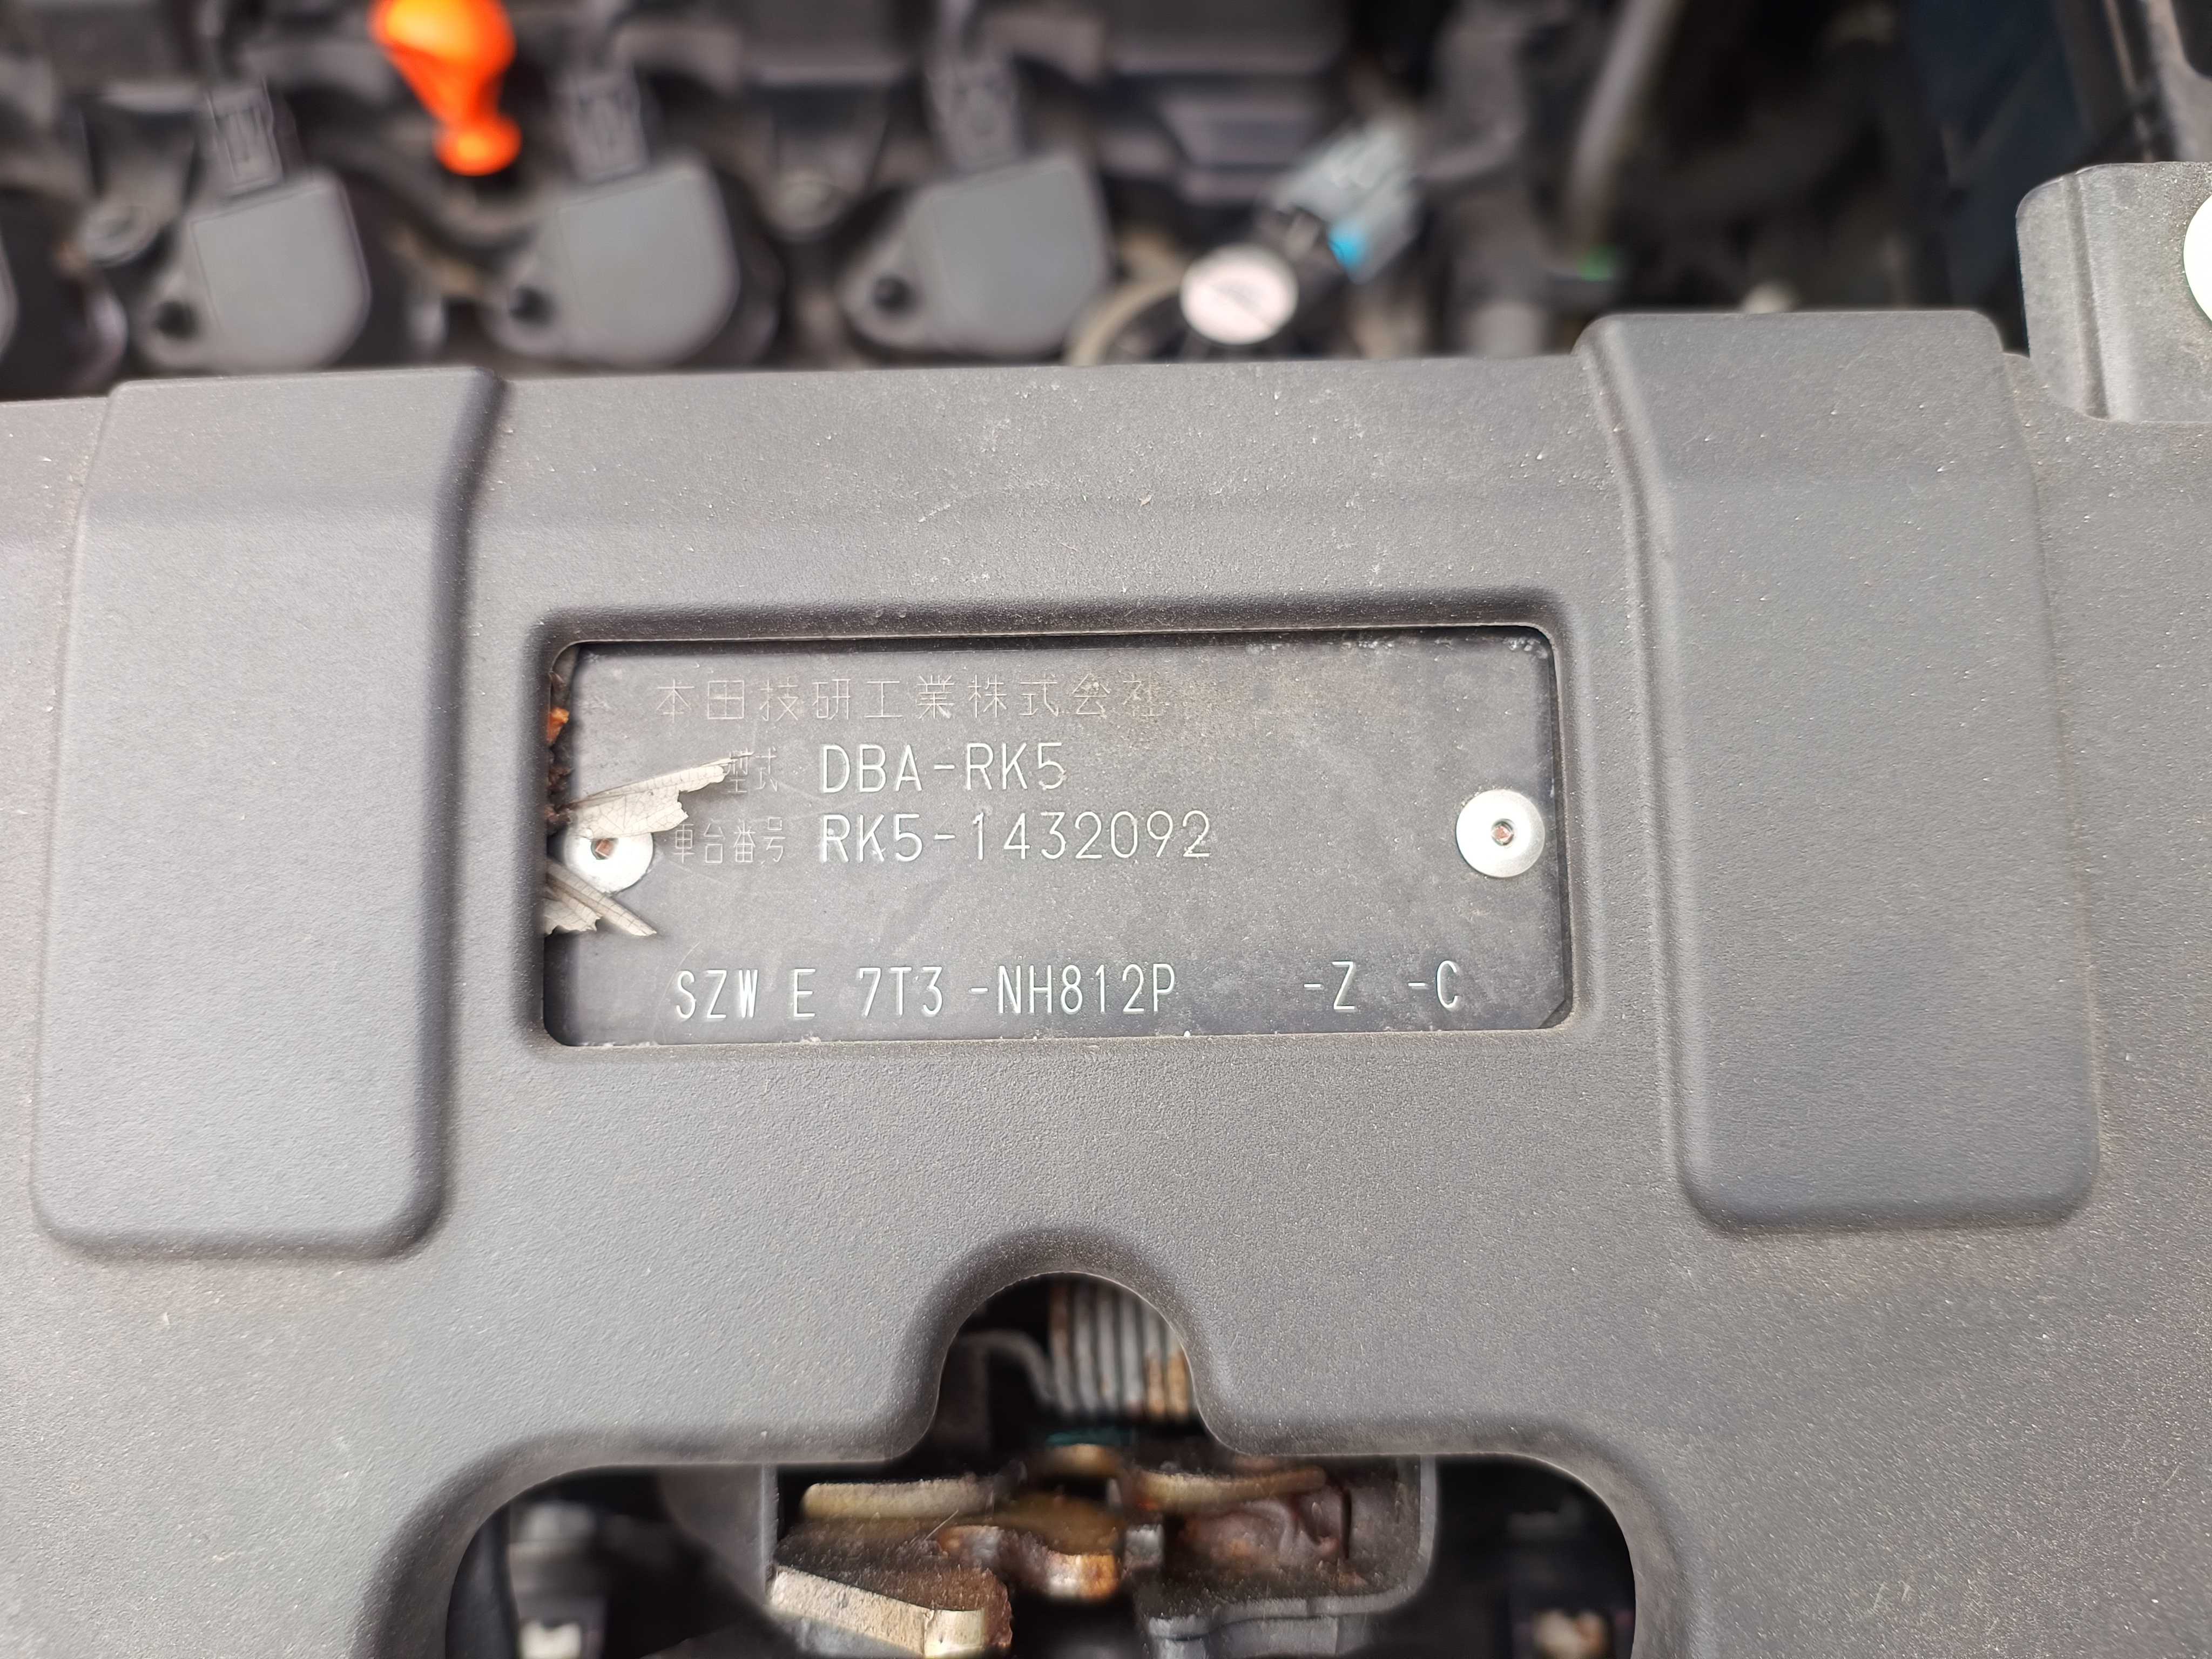 本田技研工業株式会社
型式 DBA-RK5
車台番号 RK5-1432092
SZW E 7T3 -NH812P -Z -C